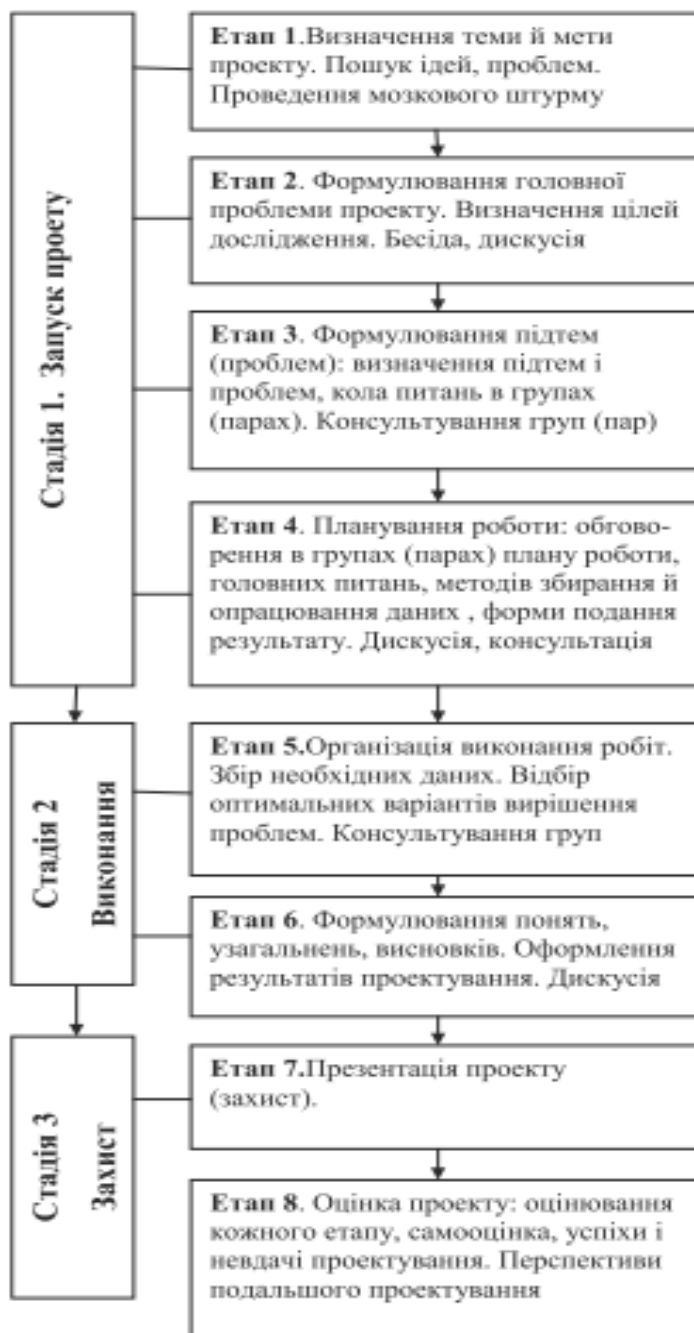 Стадія 1. Запуск проету
Етап 1.Визначення теми й мети
проекту. Пошук ідей, проблем.
Проведення мозкового штурму
Етап 2. Формулювання головної
проблеми проекту. Визначення цілей
дослідження. Бесіда, дискусія
Етап 3. Формулювання підтем
(проблем): визначення підтем і
проблем, кола питань в групах
(парах). Консультування груп (пар)
Етап 4. Планування роботи: обгово-
рення в групах (парах) плану роботи,
головних питань, методів збирання й
опрацювання даних , форми подання
результату. Дискусія, консультація
Стадія 2
Виконання
Етап 5.Організація виконання робіт.
Збір необхідних даних. Відбір
оптимальних варіантів вирішення
проблем. Консультування груп
Етап 6. Формулювання понять,
узагальнень, висновків. Оформлення
результатів проектування. Дискусія
Стадія 3
Захист
Етап 7.Презентація проекту
(захист).
Етап 8. Оцінка проекту: оцінювання
кожного етапу, самооцінка, успіхи і
невдачі проектування. Перспективи
подальшого проектування